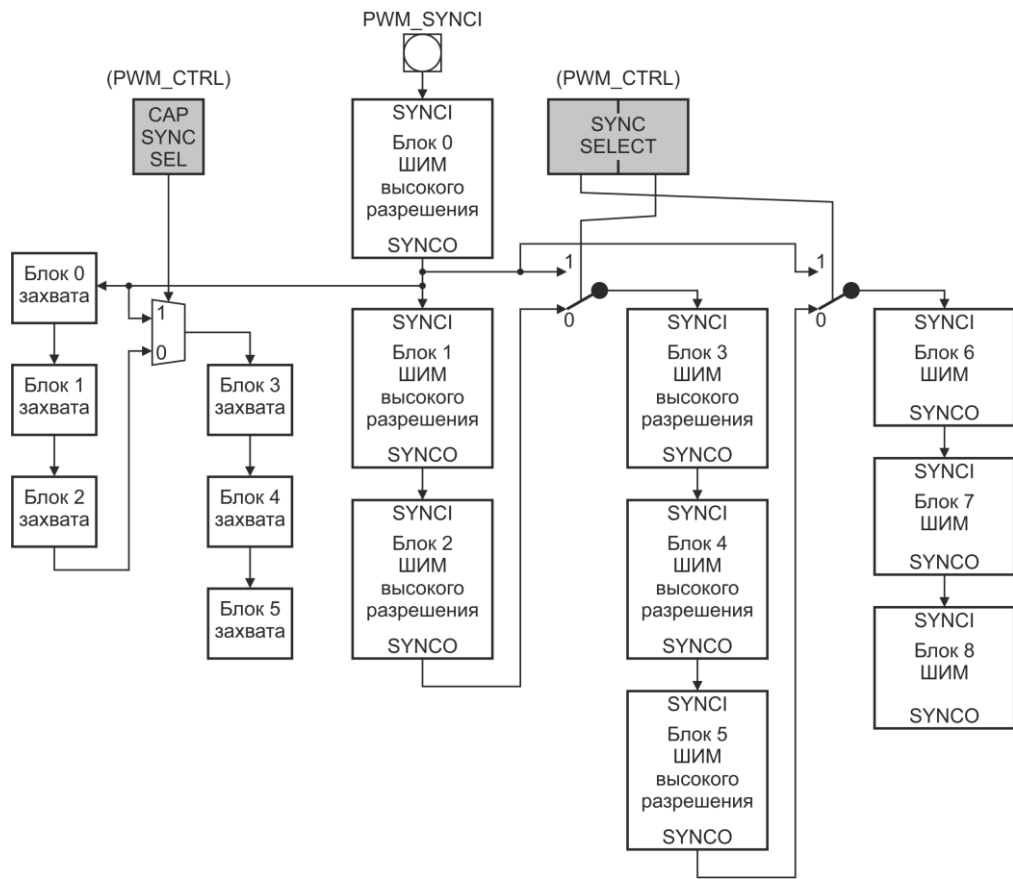 PWM_SYNCI
(PWM_CTRL)
CAP
SYNC
SEL
SYNCI
Блок 0
ШИМ
высокого
разрешения
SYNCO
(PWM_CTRL)
SYNC
SELECT
Блок 0
захвата
1
0
Блок 1
захвата
Блок 2
захвата
Блок 3
захвата
Блок 4
захвата
Блок 5
захвата
SYNCI
Блок 1
ШИМ
высокого
разрешения
SYNCO
SYNCI
Блок 2
ШИМ
высокого
разрешения
SYNCO
1
0
SYNCI
Блок 3
ШИМ
высокого
разрешения
SYNCO
SYNCI
Блок 4
ШИМ
высокого
разрешения
SYNCO
SYNCI
Блок 5
ШИМ
высокого
разрешения
SYNCO
1
0
SYNCI
Блок 6
ШИМ
SYNCO
SYNCI
Блок 7
ШИМ
SYNCO
SYNCI
Блок 8
ШИМ
SYNCO